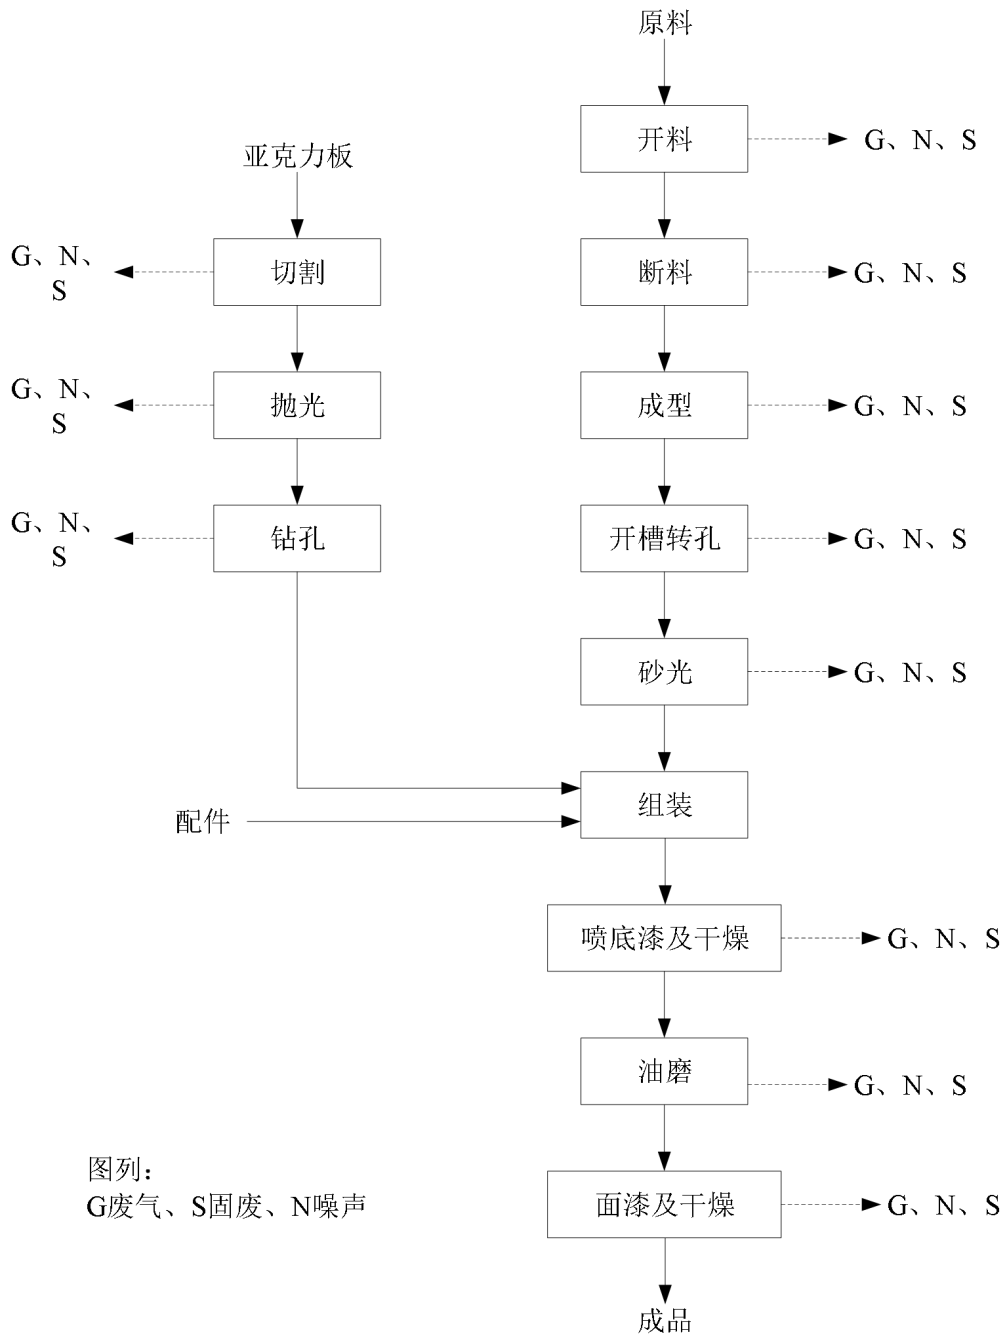 原料
开料
G、N、S
亚克力板
G、N、
S
切割
断料
G、N、S
G、N、
S
抛光
成型
G、N、S
G、N、
S
钻孔
开槽转孔
G、N、S
砂光
G、N、S
组装
配件
喷底漆及干燥
G、N、S
油磨
G、N、S
图列：
G废气、S固废、N噪声
面漆及干燥
G、N、S
成品